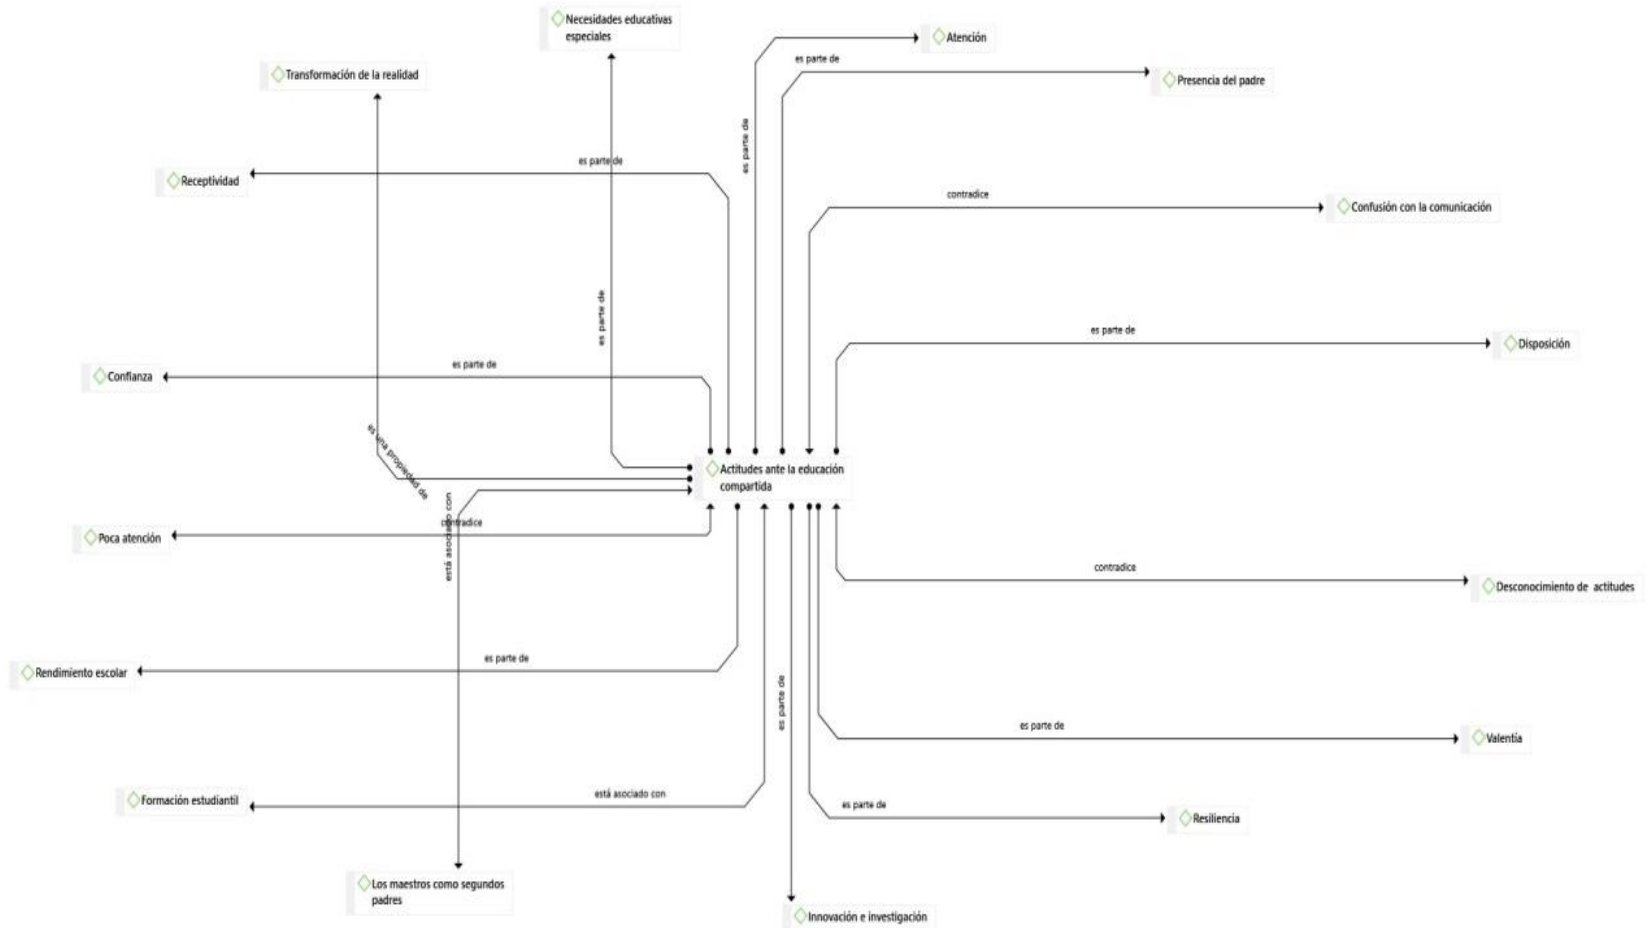 Necesidades educativas
especiales
Atención
es parte de
Presencia del padre
Transformación de la realidad
es parte de
es parte de
Receptividad
contradice
Confusión con la comunicación
es parte de
es parte de
Disposición
es parte de
Confianza
es una propiedad de
Actitudes ante la educación
compartida
está asociado con
contradice
Poca atención
contradice
Desconocimiento de actitudes
es parte de
Rendimiento escolar
es parte de
es parte de
Valentía
está asociado con
Formación estudiantil
es parte de
Resiliencia
Los maestros como segundos
padres
Innovación e investigación